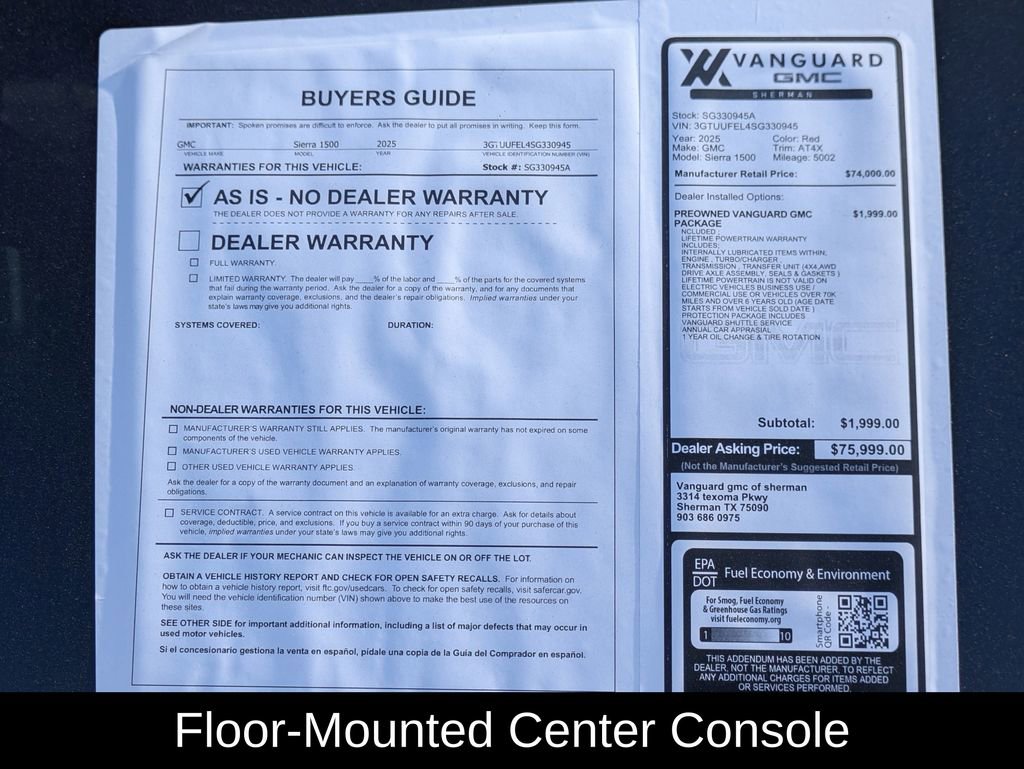 BUYERS GUIDE
IMPORTANT: Spoken promises are difficult to enforce. Ask the dealer to put all promises in writing. Keep this form.
GMC Sierra 1500 2025 3GTUUFEL4SG330945
VEHICLE MAKE MODEL YEAR VEHICLE IDENTIFICATION NUMBER (VIN)
WARRANTIES FOR THIS VEHICLE: Stock #: SG330945A
AS IS - NO DEALER WARRANTY
THE DEALER DOES NOT PROVIDE A WARRANTY FOR ANY REPAIRS AFTER SALE.
DEALER WARRANTY
FULL WARRANTY.
LIMITED WARRANTY. The dealer will pay ____% of the labor and ____% of the parts for the covered systems
that fail during the warranty period. Ask the dealer for a copy of the warranty, and for any documents that
explain warranty coverage, exclusions, and the dealer's repair obligations. Implied warranties under your
state's laws may give you additional rights.
SYSTEMS COVERED: DURATION:
NON-DEALER WARRANTIES FOR THIS VEHICLE:
MANUFACTURER'S WARRANTY STILL APPLIES. The manufacturer's original warranty has not expired on some
components of the vehicle.
MANUFACTURER'S USED VEHICLE WARRANTY APPLIES.
OTHER USED VEHICLE WARRANTY APPLIES.
Ask the dealer for a copy of the warranty document and an explanation of warranty coverage, exclusions, and repair
obligations.
SERVICE CONTRACT. A service contract on this vehicle is available for an extra charge. Ask for details about
coverage, deductible, price, and exclusions. If you buy a service contract within 90 days of your purchase of this
vehicle, implied warranties under your state's laws may give you additional rights.
ASK THE DEALER IF YOUR MECHANIC CAN INSPECT THE VEHICLE ON OR OFF THE LOT.
OBTAIN A VEHICLE HISTORY REPORT AND CHECK FOR OPEN SAFETY RECALLS. For information on
how to obtain a vehicle history report, visit ftc.gov/usedcars. To check for open safety recalls, visit safercar.gov.
You will need the vehicle identification number (VIN) shown above to make the best use of the resources on
these sites.
SEE OTHER SIDE for important additional information, including a list of major defects that may occur in
used motor vehicles.
Si el concesionario gestiona la venta en español, pídale una copia de la Guía del Comprador en español.
VANGUARD
GMC
SHERMAN
Stock: SG330945A
VIN: 3GTUUFEL4SG330945
Year: 2025 Color: Red
Make: GMC Trim: AT4X
Model: Sierra 1500 Mileage: 5002
Manufacturer Retail Price: $74,000.00
Dealer Installed Options:
PREOWNED VANGUARD GMC $1,999.00
PACKAGE
INCLUDED :
LIFETIME POWERTRAIN WARRANTY
INCLUDES:
INTERNALLY LUBRICATED ITEMS WITHIN;
ENGINE , TURBO/CHARGER ,
TRANSMISSION , TRANSFER UNIT (4X4,AWD
DRIVE AXLE ASSEMBLY, SEALS & GASKETS )
LIFETIME POWERTRAIN IS NOT VALID ON
ELECTRIC VEHICLES BUSINESS USE /
COMMERCIAL USE OR VEHICLES OVER 70K
MILES AND OVER 6 YEARS OLD (AGE DATE
STARTS FROM VEHICLE SOLD DATE )
PROTECTION PACKAGE INCLUDES
VANGUARD SHUTTLE SERVICE
ANNUAL CAR APPRASIAL
1 YEAR OIL CHANGE & TIRE ROTATION
GMC
Subtotal: $1,999.00
Dealer Asking Price: $75,999.00
(Not the Manufacturer's Suggested Retail Price)
Vanguard gmc of sherman
3314 texoma Pkwy
Sherman TX 75090
903 686 0975
EPA
DOT Fuel Economy & Environment
For Smog, Fuel Economy
& Greenhouse Gas Ratings
visit fueleconomy.org
1 10
Smartphone
QR Code -
THIS ADDENDUM HAS BEEN ADDED BY THE
DEALER, NOT THE MANUFACTURER, TO REFLECT
ANY ADDITIONAL CHARGES FOR ITEMS ADDED
OR SERVICES PERFORMED.
Floor-Mounted Center Console